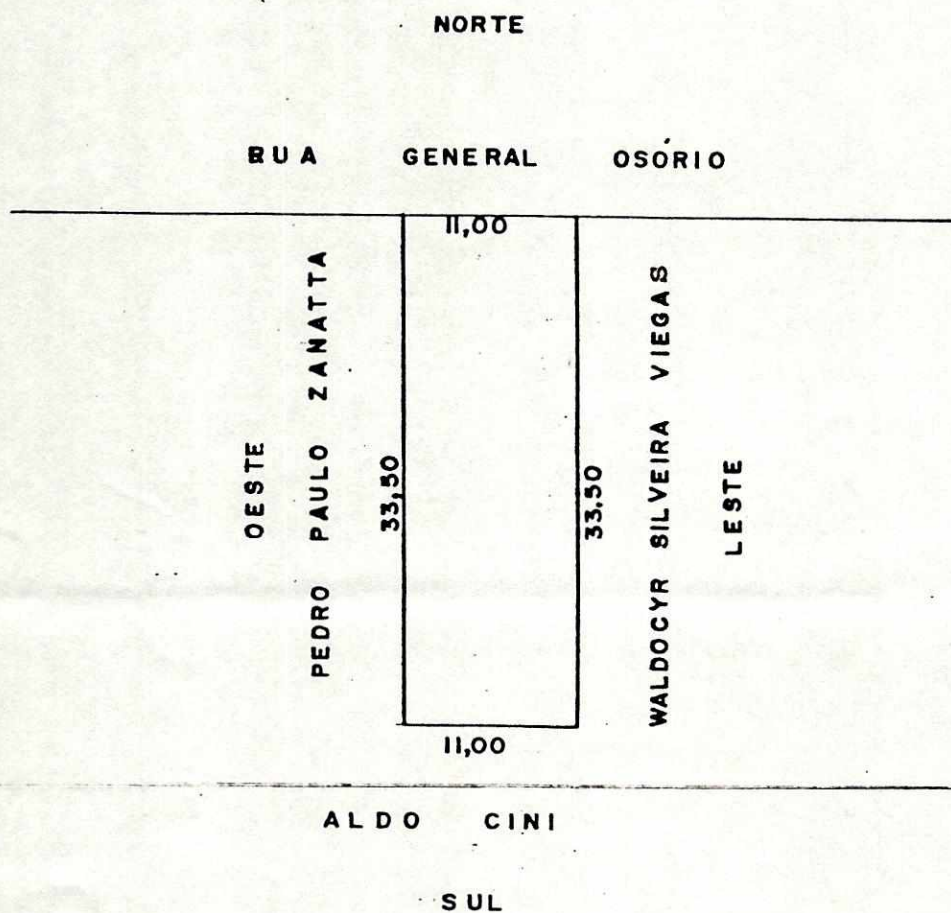 NORTE
RUA GENERAL OSÓRIO
11,00
OESTE
PEDRO PAULO ZANATTA
33,50
33.50
WALDOCYR SILVEIRA VIEGAS
LESTE
11,00
ALDO CINI
SUL